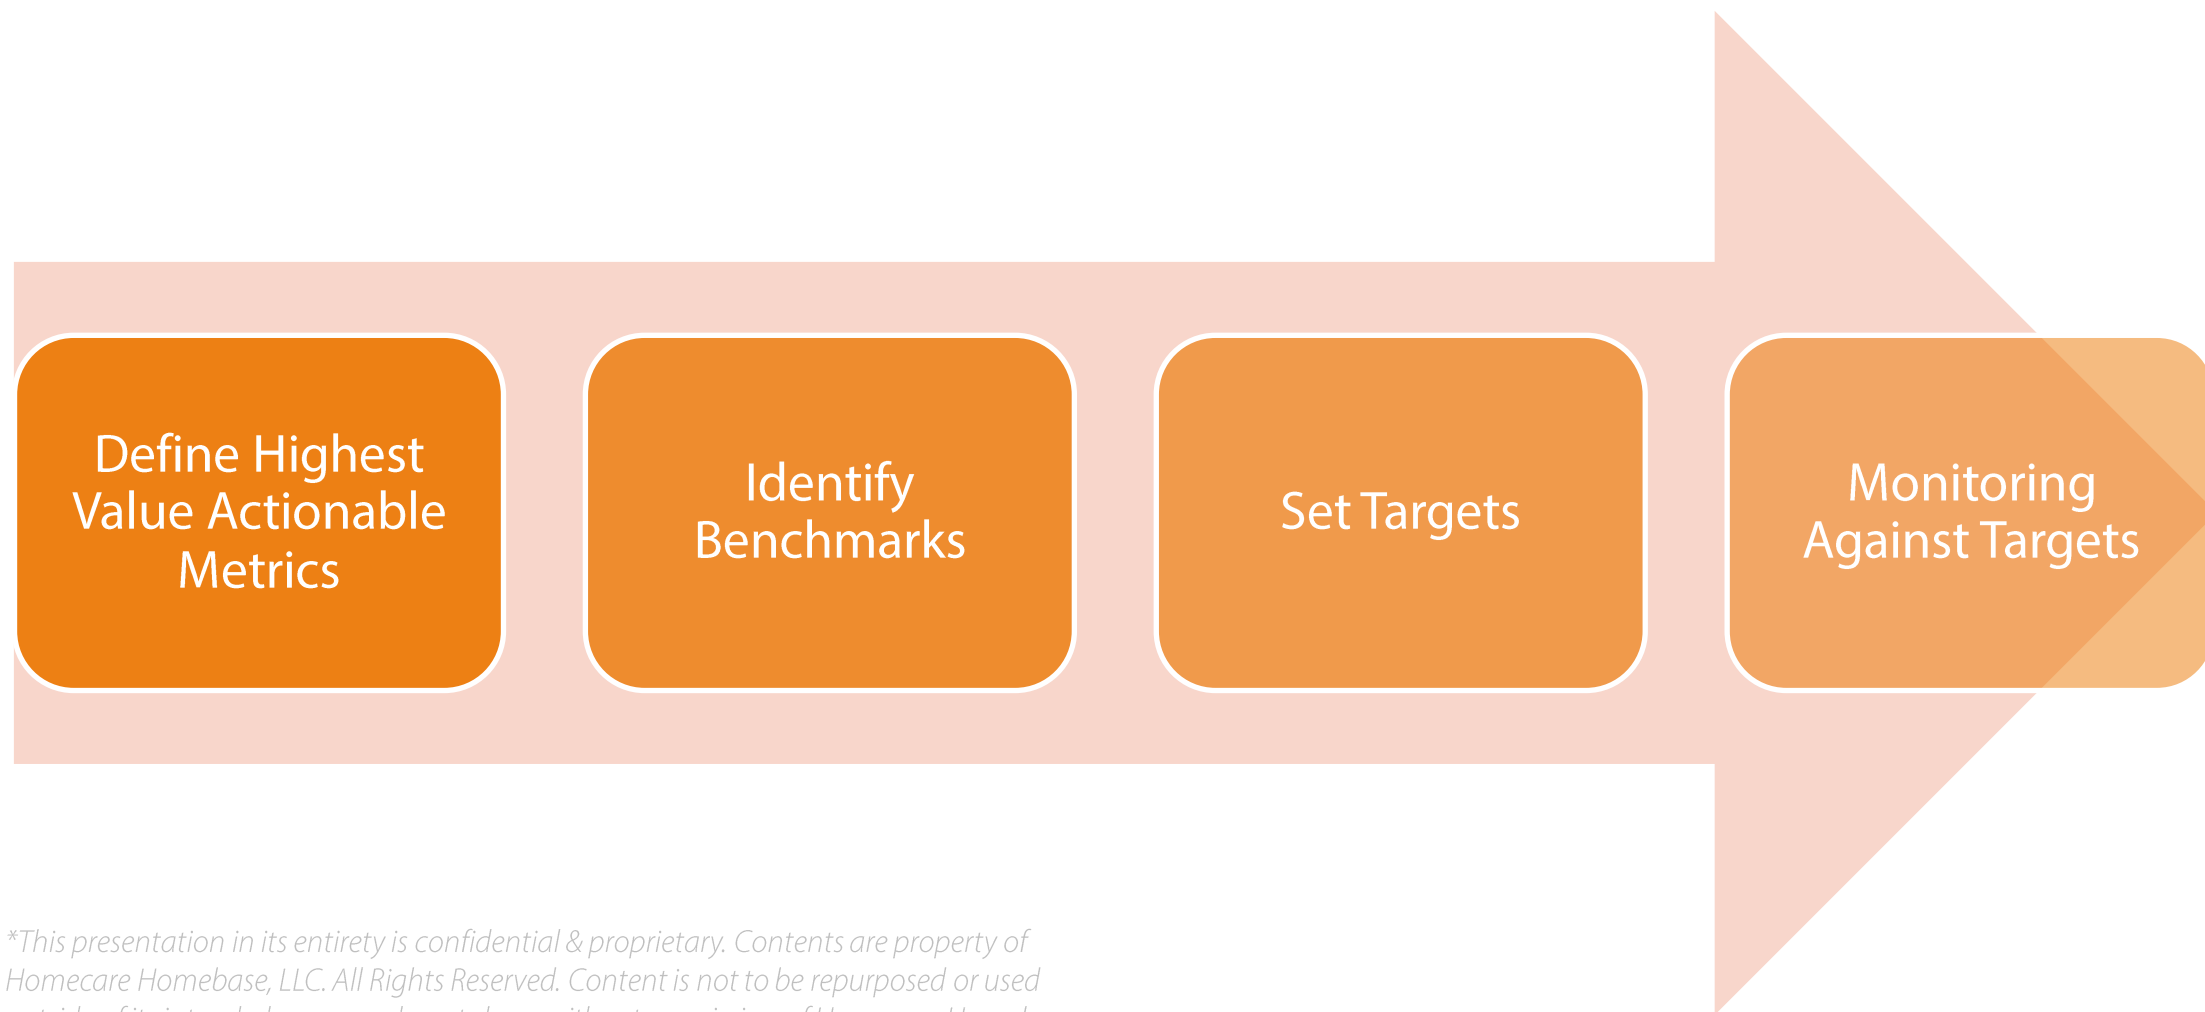 Define Highest
Value Actionable
Metrics
Identify
Benchmarks
Set Targets
Monitoring
Against Targets
*This presentation in its entirety is confidential & proprietary. Contents are property of
Homecare Homebase, LLC. All Rights Reserved. Content is not to be repurposed or used